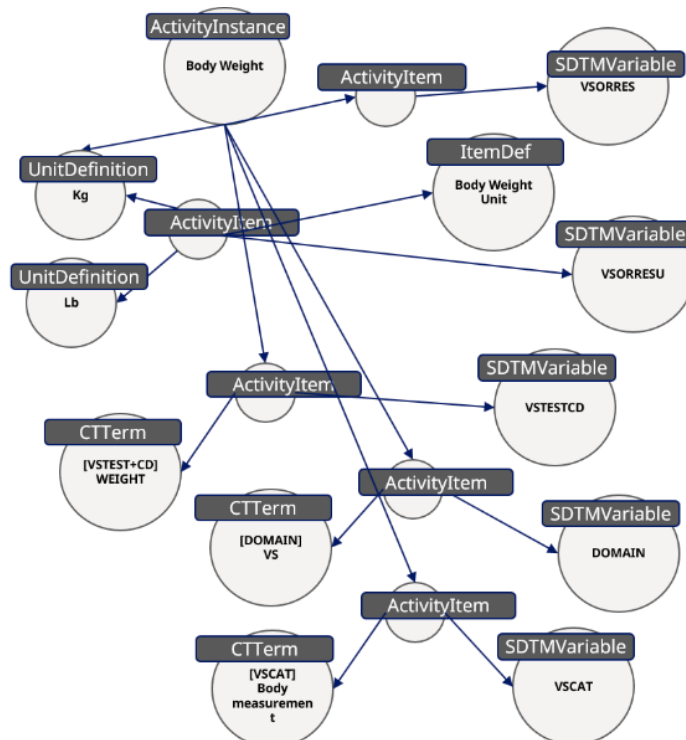 ActivityInstance
Body Weight
ActivityItem
SDTMVariable
VSORRES
UnitDefinition
Kg
ItemDef
Body Weight
Unit
ActivityItem
SDTMVariable
VSORRESU
UnitDefinition
Lb
ActivityItem
SDTMVariable
VSTESTCD
CTTerm
[VSTEST+CD]
WEIGHT
ActivityItem
CTTerm
[DOMAIN]
VS
SDTMVariable
DOMAIN
ActivityItem
CTTerm
[VSCAT]
Body
measuremen
t
SDTMVariable
VSCAT